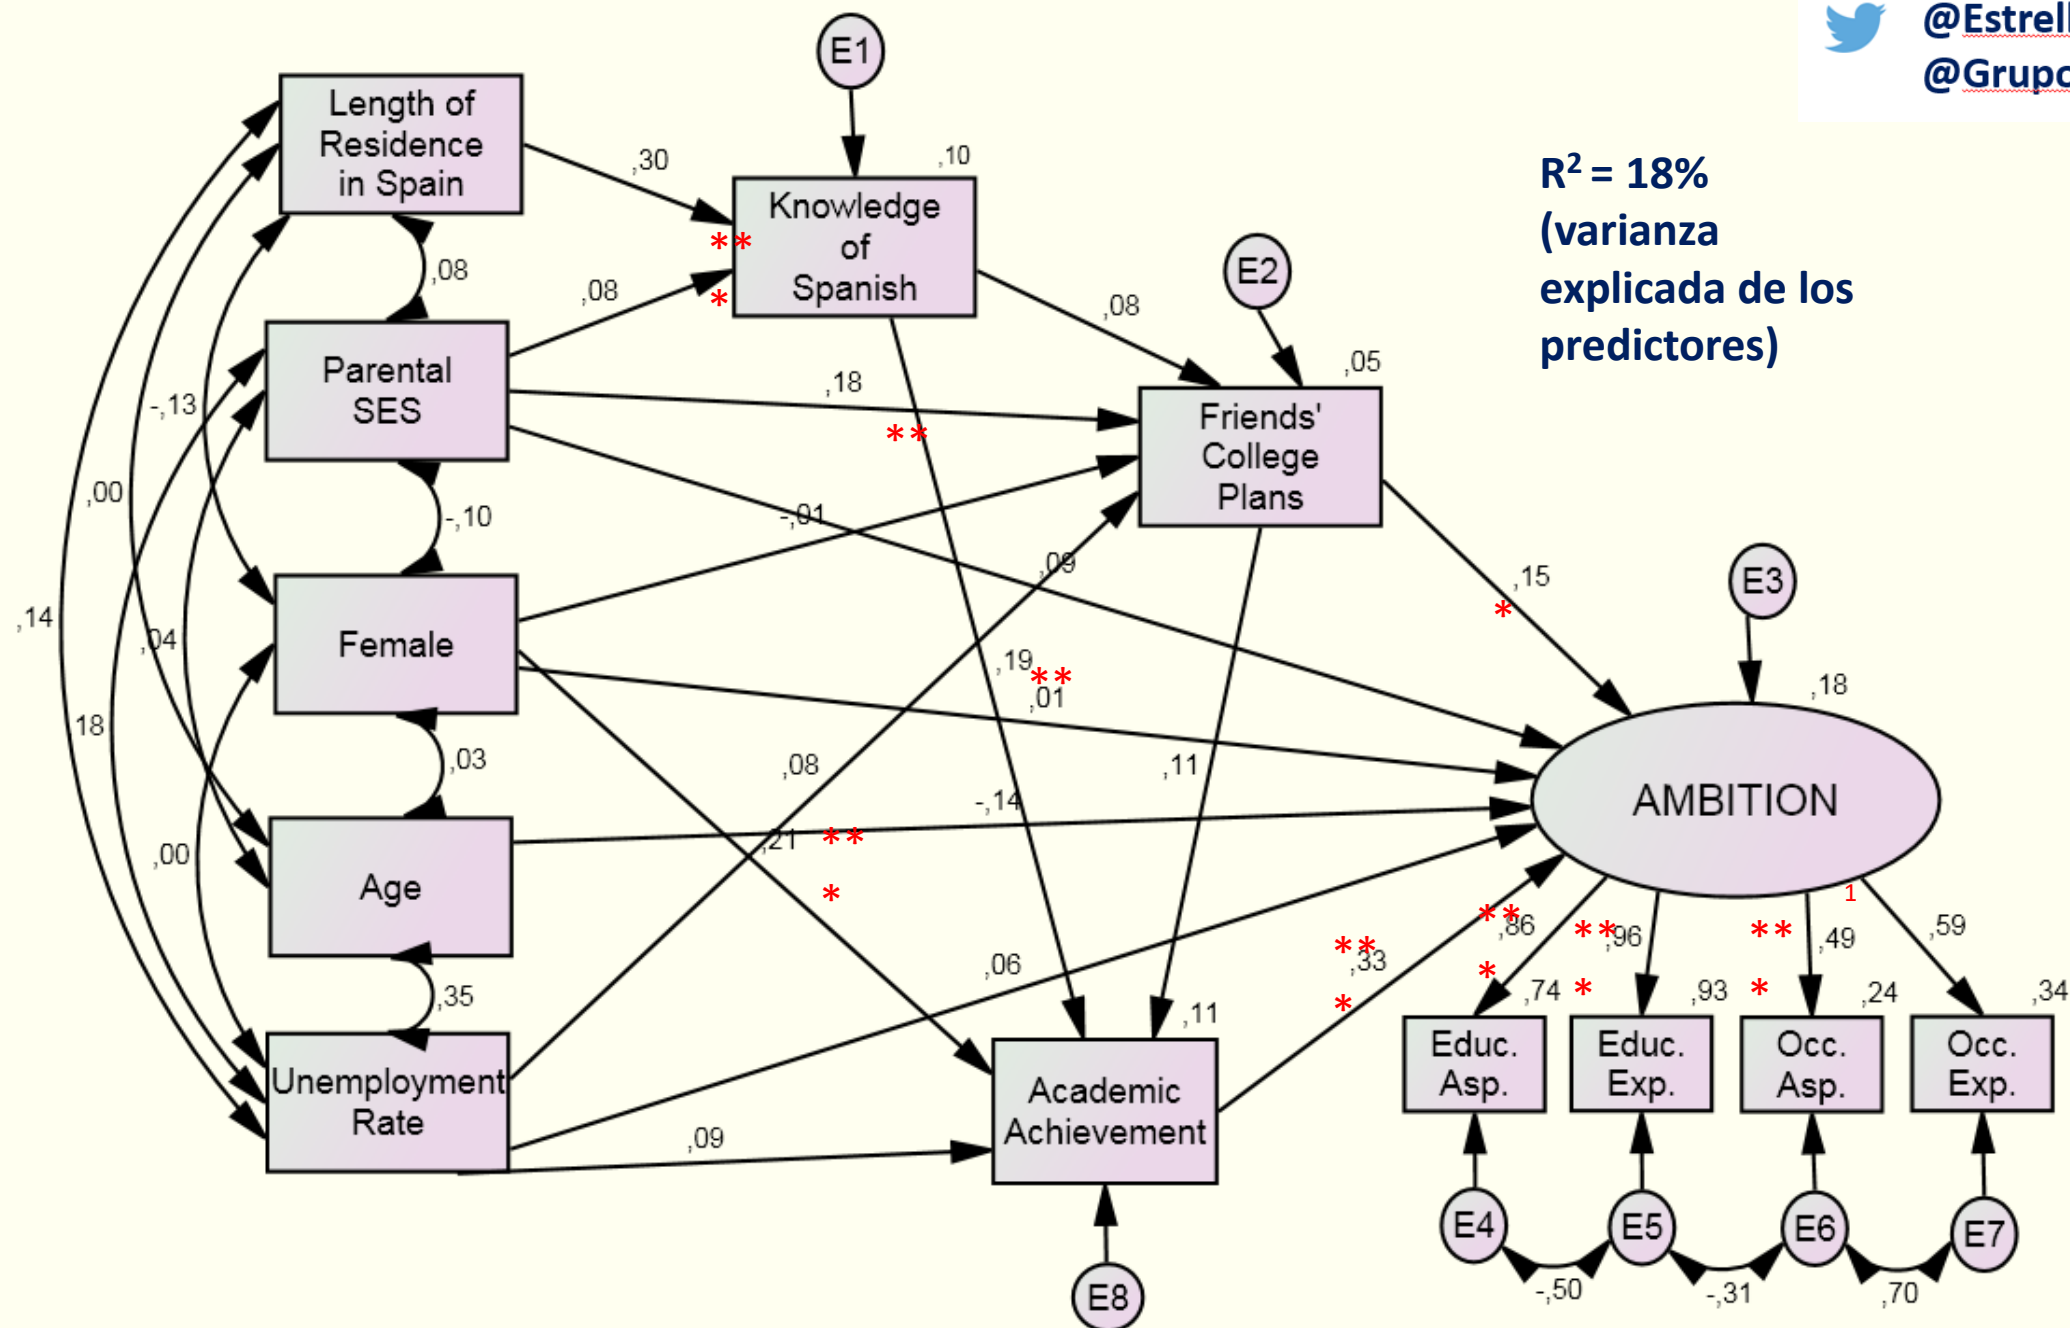 @Estrell
@Grupo
R² = 18%
(varianza
explicada de los
predictores)
E1
Length of
Residence
in Spain
,30
,10
Knowledge
of
Spanish
**
*
,08
,08
E2
,08
,05
Parental
SES
,18
**
Friends'
College
Plans
-,13
,00
-,10
-,01
,09
,15
*
E3
,14
,04
Female
,19
**
,01
,18
18
,03
,08
,11
AMBITION
-,14
,21
**
*
,00
Age
1
**
,86
*
**
,96
*
**
,49
*
,59
**
,33
*
,06
,35
,74
,93
,24
,34
,11
Unemployment
Rate
,09
Academic
Achievement
Educ.
Asp.
Educ.
Exp.
Occ.
Asp.
Occ.
Exp.
E4
E5
E6
E7
E8
-,50
-,31
,70